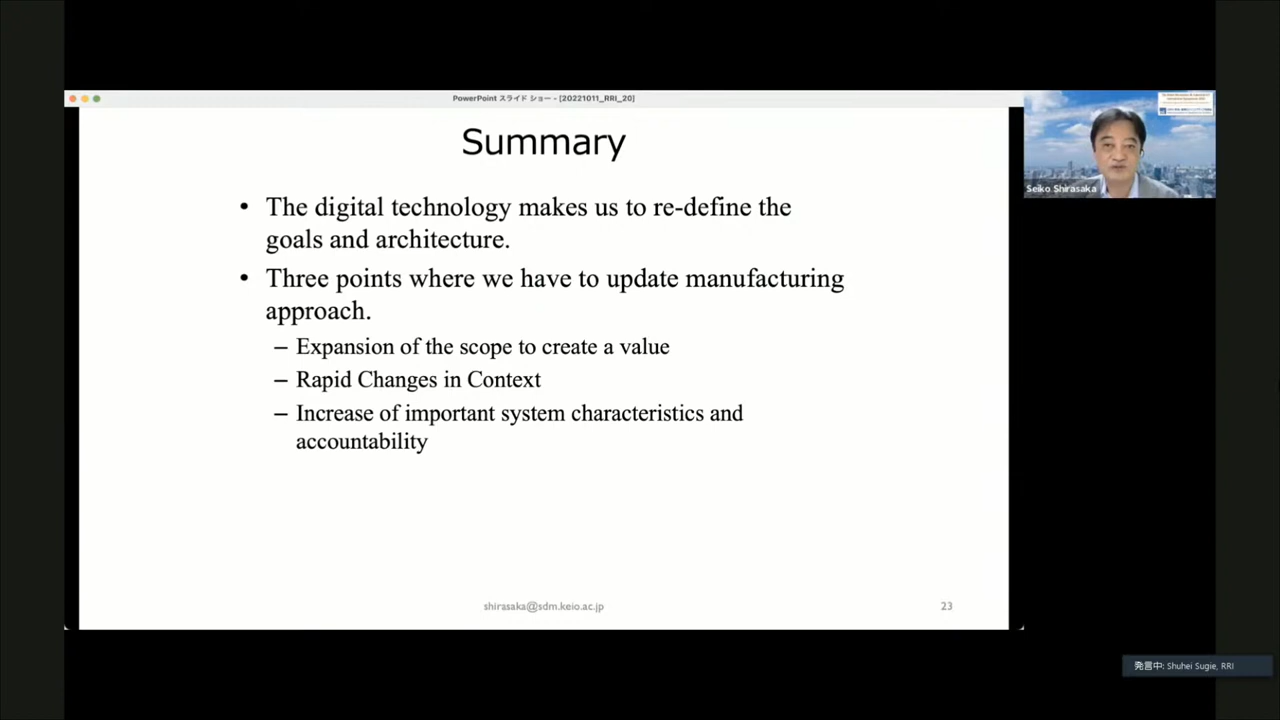 PowerPoint スライド ショー - [20221011_RRI_20]
Summary
• The digital technology makes us to re-define the
goals and architecture.
• Three points where we have to update manufacturing
approach.
– Expansion of the scope to create a value
– Rapid Changes in Context
– Increase of important system characteristics and
accountability
shirasaka@sdm.keio.ac.jp
23
Seiko Shirasaka
発言中: Shuhei Sugie, RRI